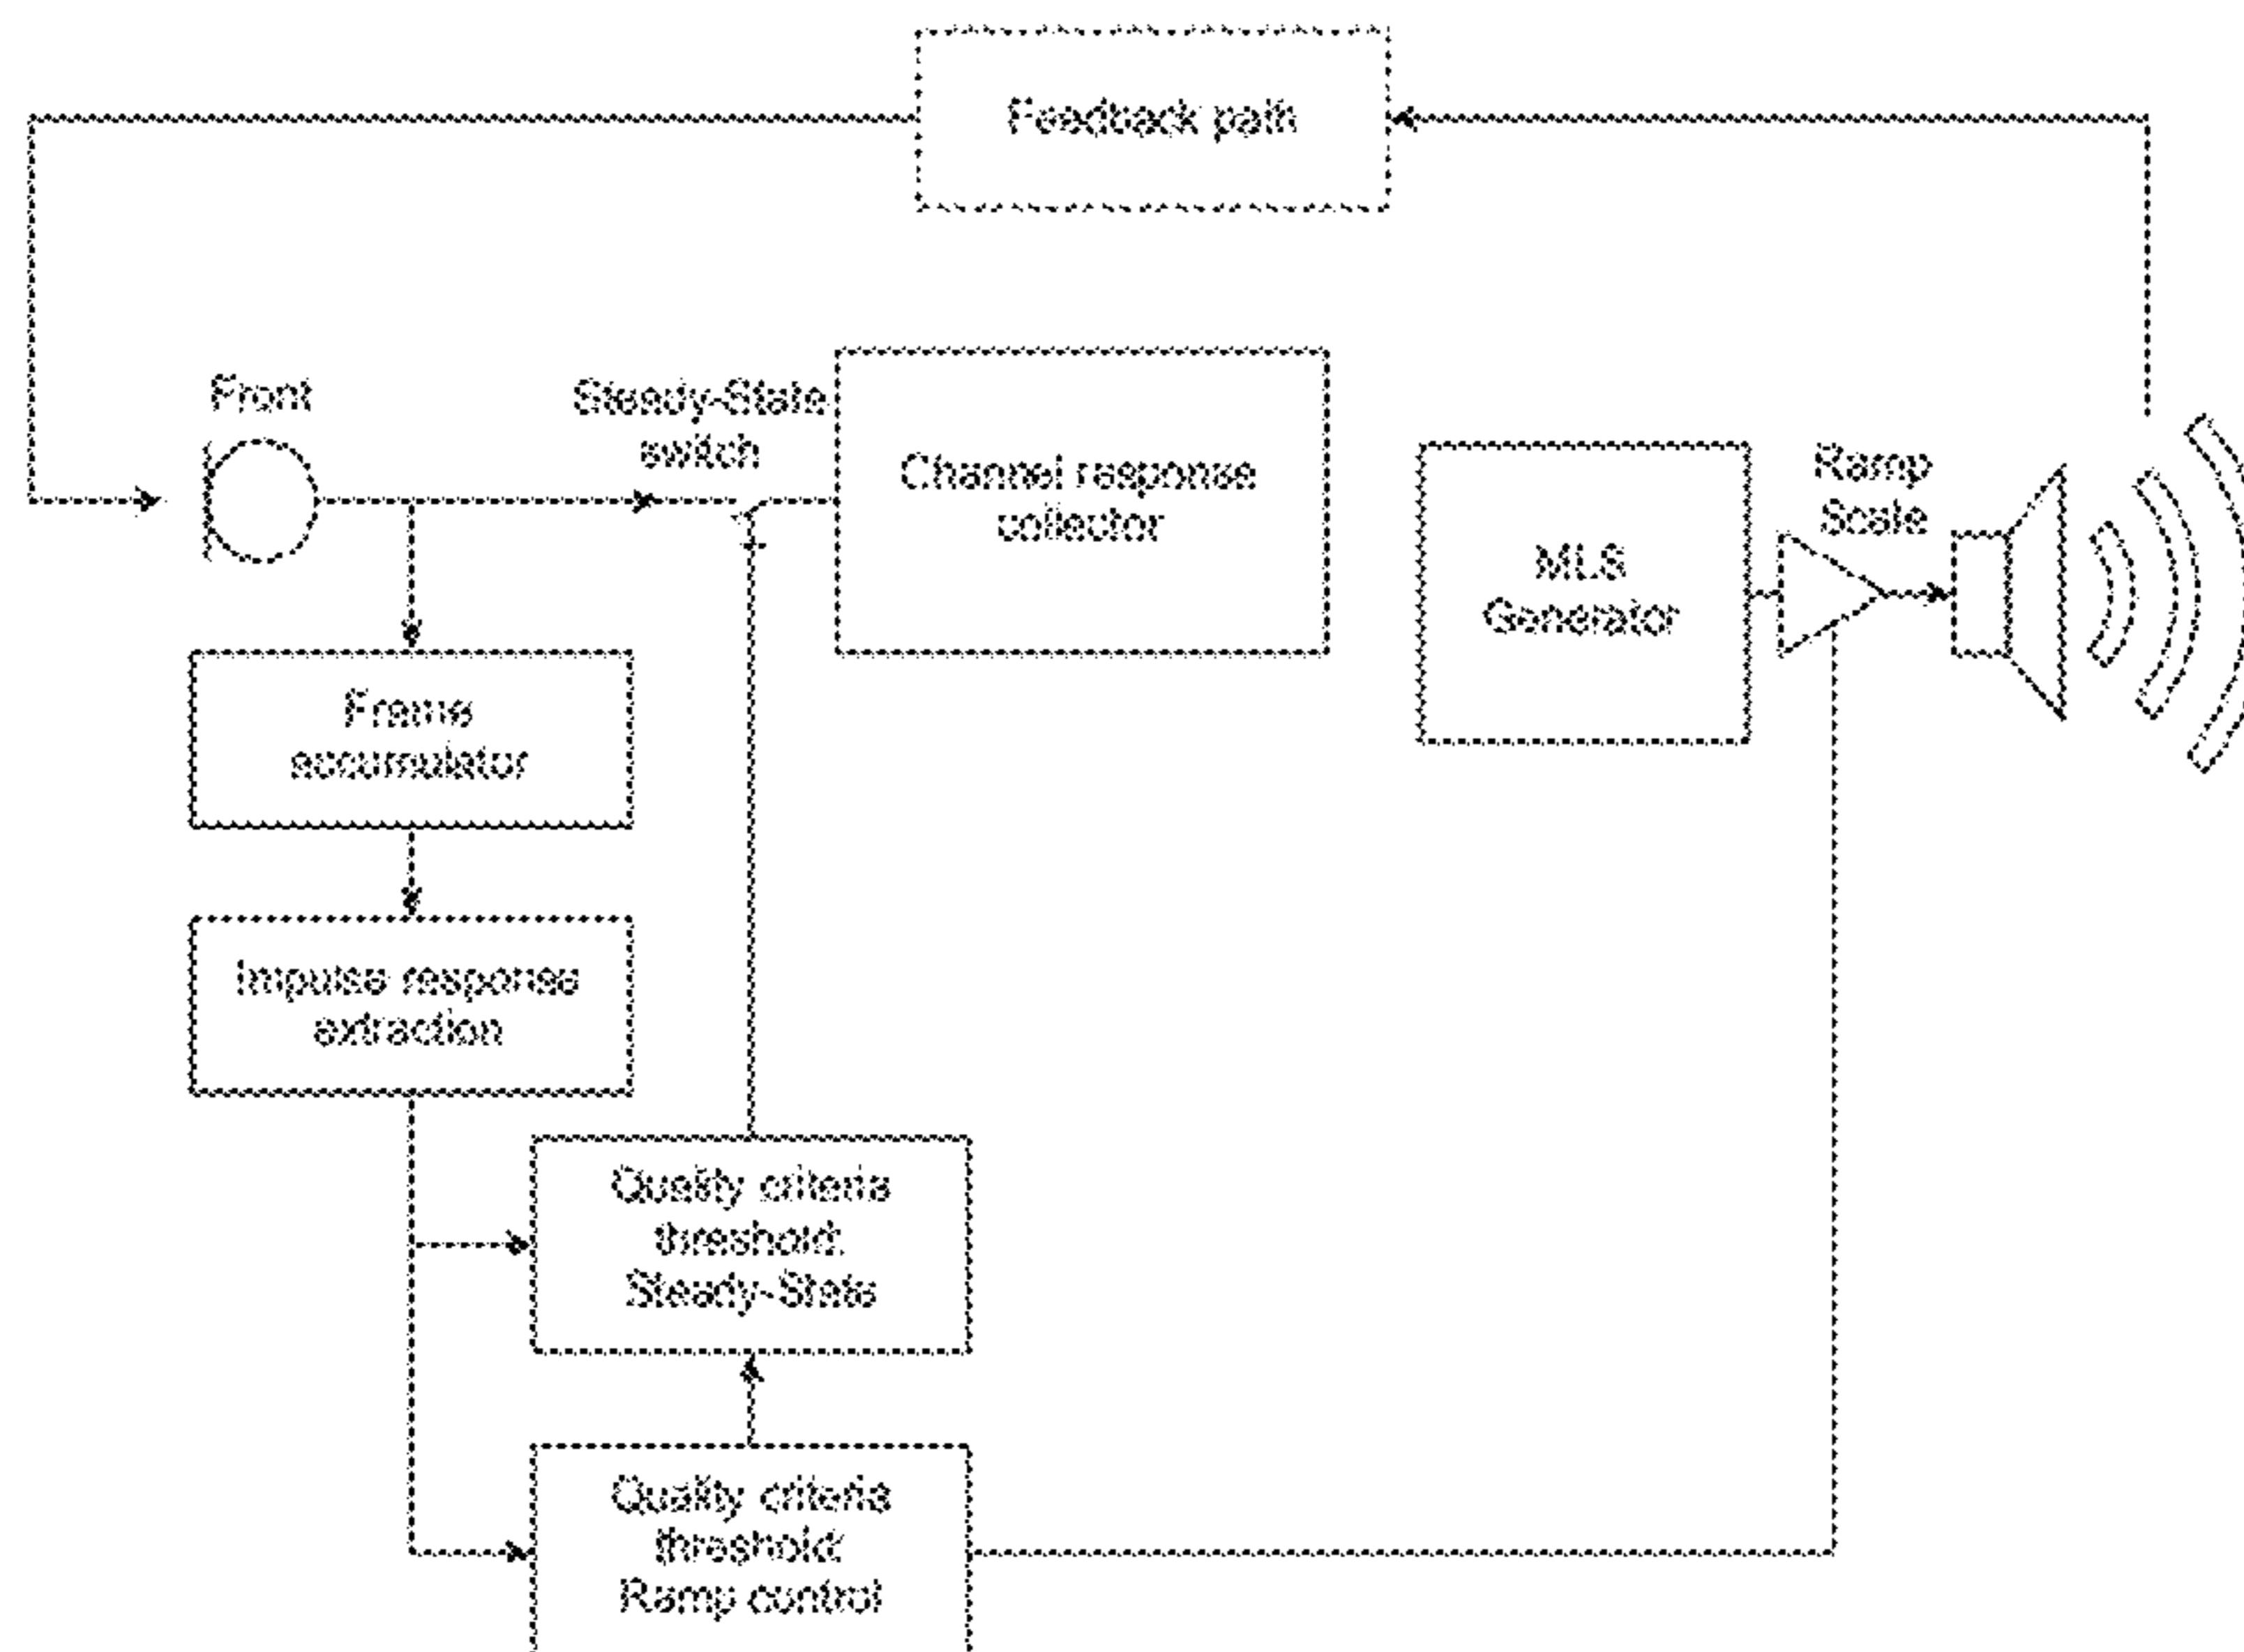 Feedback path
Front
Steady-State
switch
Channel response
collector
MLS
Generator
Ramp
Scale
Frame
accumulator
Impulse response
extraction
Quality criteria
threshold:
Steady-State
Quality criteria
threshold:
Ramp control